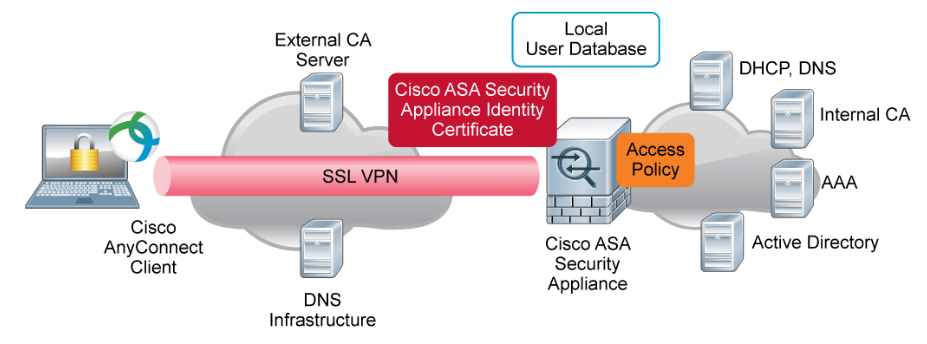 Local
User Database
External CA
Server
DHCP, DNS
Cisco ASA Security
Appliance Identity
Certificate
Internal CA
Access
Policy
SSL VPN
AAA
Cisco
AnyConnect
Client
Cisco ASA
Security
Appliance
Active Directory
DNS
Infrastructure